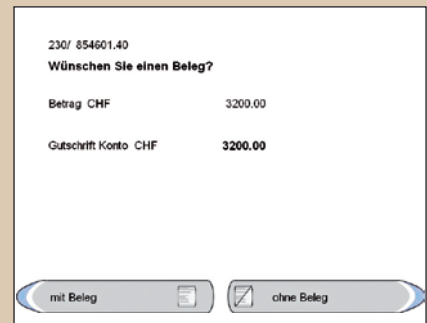 230/ 854601.40
Wünschen Sie einen Beleg?
Betrag CHF 3200.00
Gutschrift Konto CHF 3200.00
mit Beleg ohne Beleg